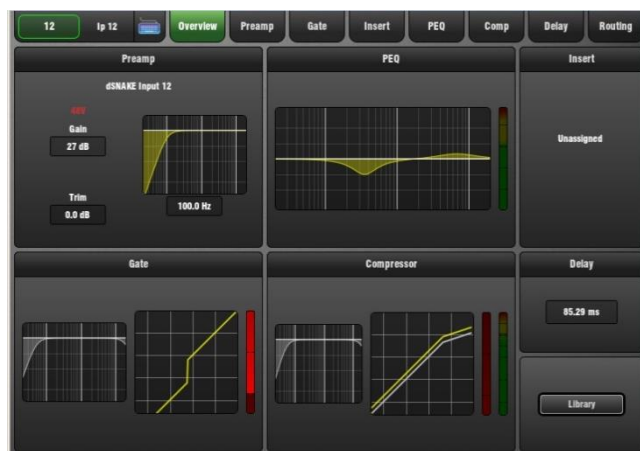 12 Ip 12 Overview Preamp Gate Insert PEQ Comp Delay Routing
Preamp
dSNAKE Input 12
48V
Gain
27 dB
Trim
0.0 dB
100.0 Hz
PEQ
Insert
Unassigned
Gate
Compressor
Delay
85.29 ms
Library